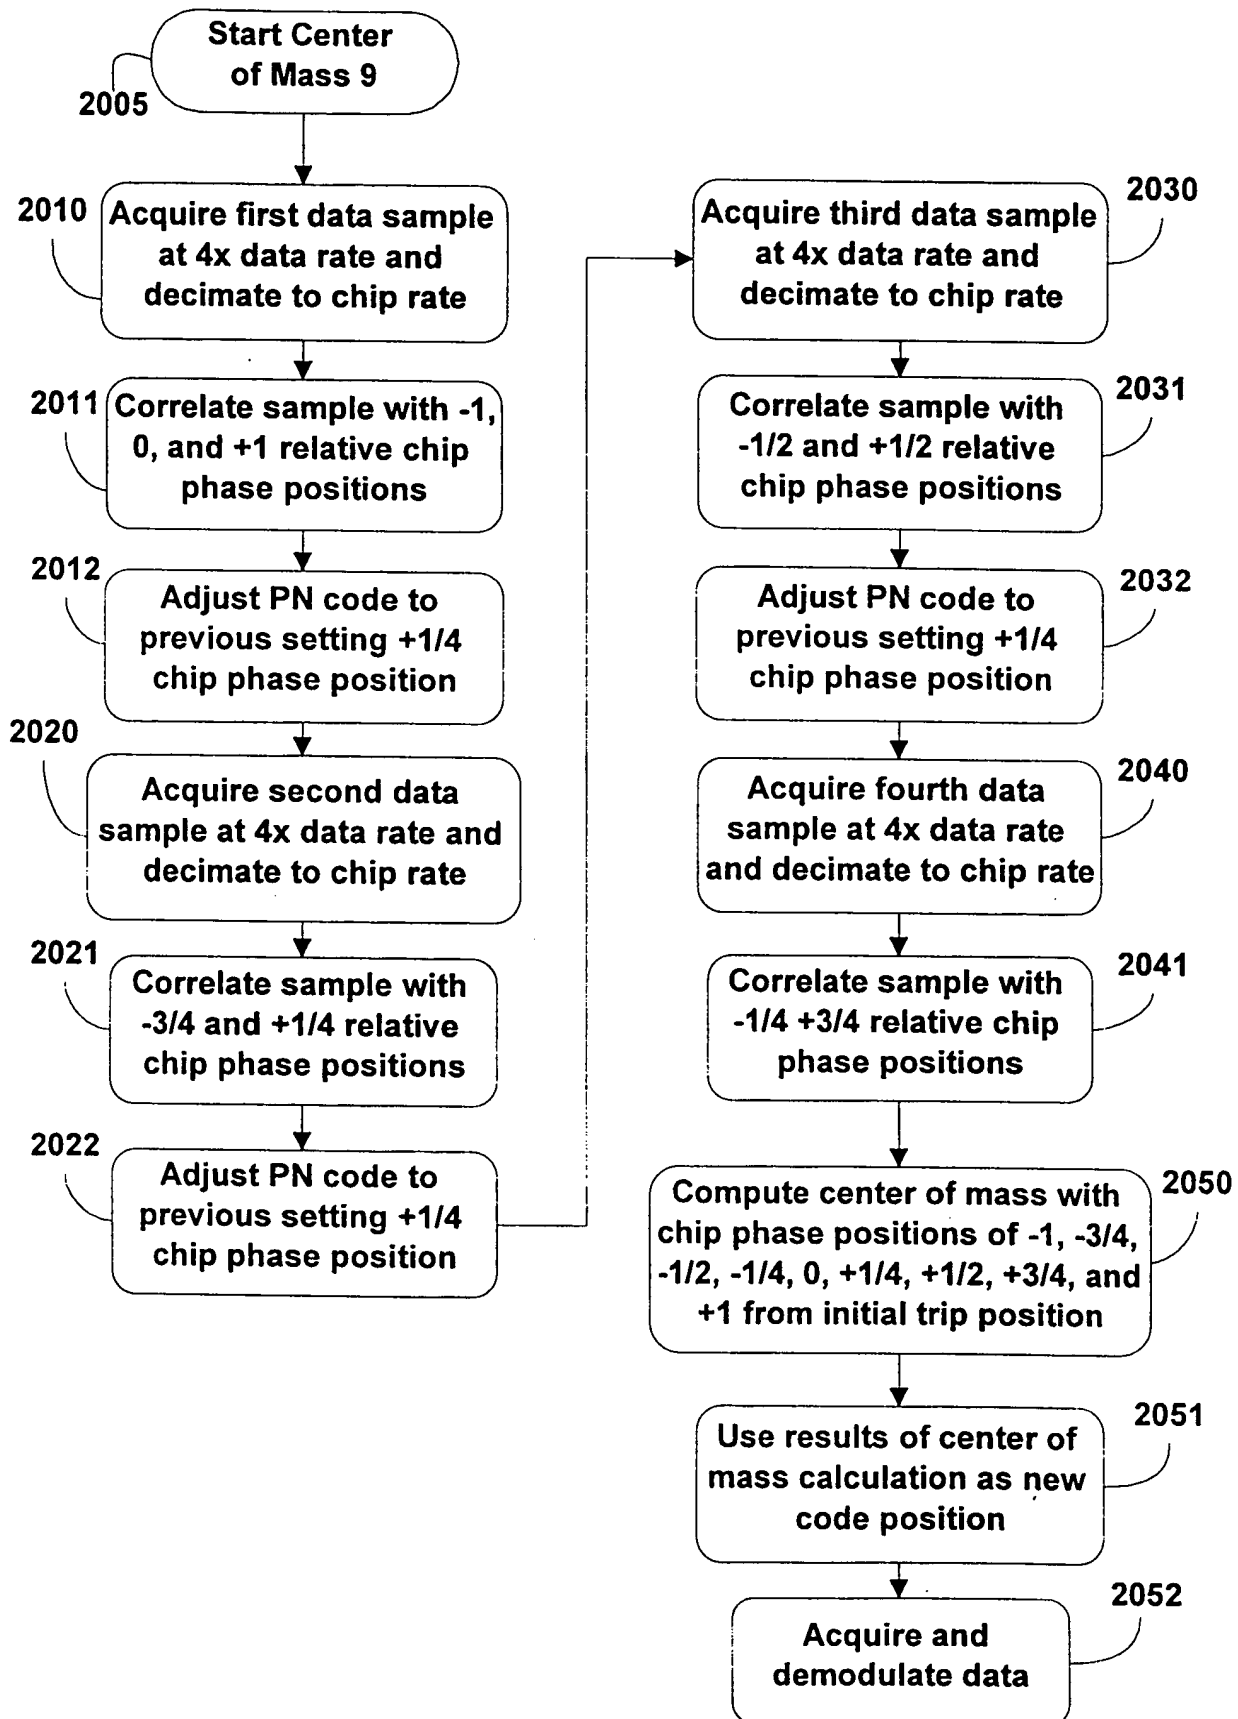 Start Center
of Mass 9
2005
2010
Acquire first data sample
at 4x data rate and
decimate to chip rate
2011
Correlate sample with -1,
0, and +1 relative chip
phase positions
2012
Adjust PN code to
previous setting +1/4
chip phase position
2020
Acquire second data
sample at 4x data rate and
decimate to chip rate
2021
Correlate sample with
-3/4 and +1/4 relative
chip phase positions
2022
Adjust PN code to
previous setting +1/4
chip phase position
2030
Acquire third data sample
at 4x data rate and
decimate to chip rate
2031
Correlate sample with
-1/2 and +1/2 relative
chip phase positions
2032
Adjust PN code to
previous setting +1/4
chip phase position
2040
Acquire fourth data
sample at 4x data rate
and decimate to chip rate
2041
Correlate sample with
-1/4 +3/4 relative chip
phase positions
2050
Compute center of mass with
chip phase positions of -1, -3/4,
-1/2, -1/4, 0, +1/4, +1/2, +3/4, and
+1 from initial trip position
2051
Use results of center of
mass calculation as new
code position
2052
Acquire and
demodulate data